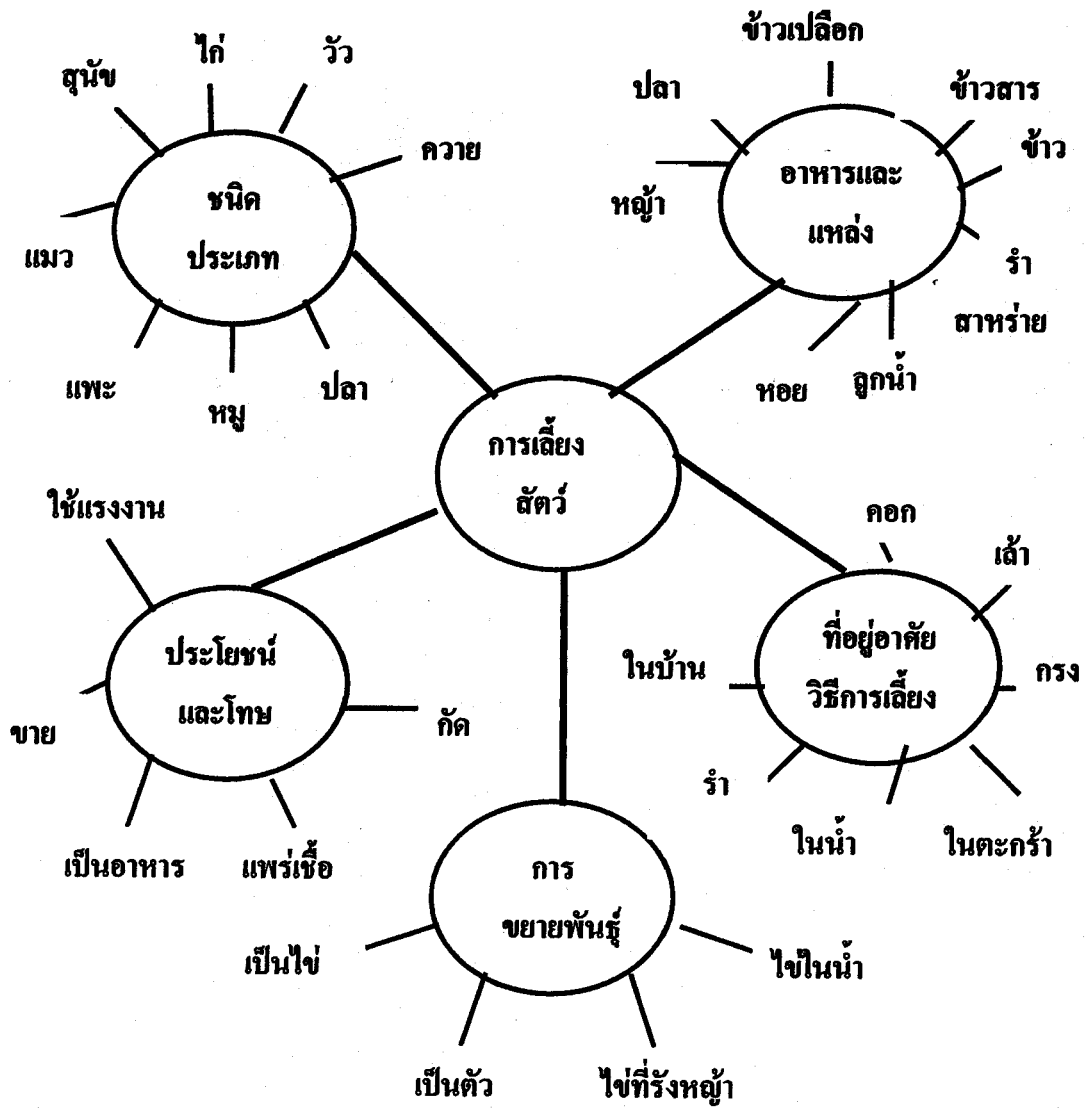 ไก่
วัว
สุนัข
ควาย
ชนิด
ประเภท
แมว
แพะ
หมู
ปลา
ข้าวเปลือก
ปลา
ข้าวสาร
ข้าว
หญ้า
อาหารและ
แหล่ง
รำ
สาหร่าย
ลูกน้ำ
หอย
การเลี้ยง
สัตว์
ใช้แรงงาน
ประโยชน์
และโทษ
ขาย
กัด
เป็นอาหาร
แพร่เชื้อ
คอก
เล้า
ที่อยู่อาศัย
วิธีการเลี้ยง
ในบ้าน
กรง
รำ
ในน้ำ
ในตะกร้า
การ
ขยายพันธุ์
เป็นไข่
ไข่ในน้ำ
เป็นตัว
ไข่ที่รังหญ้า